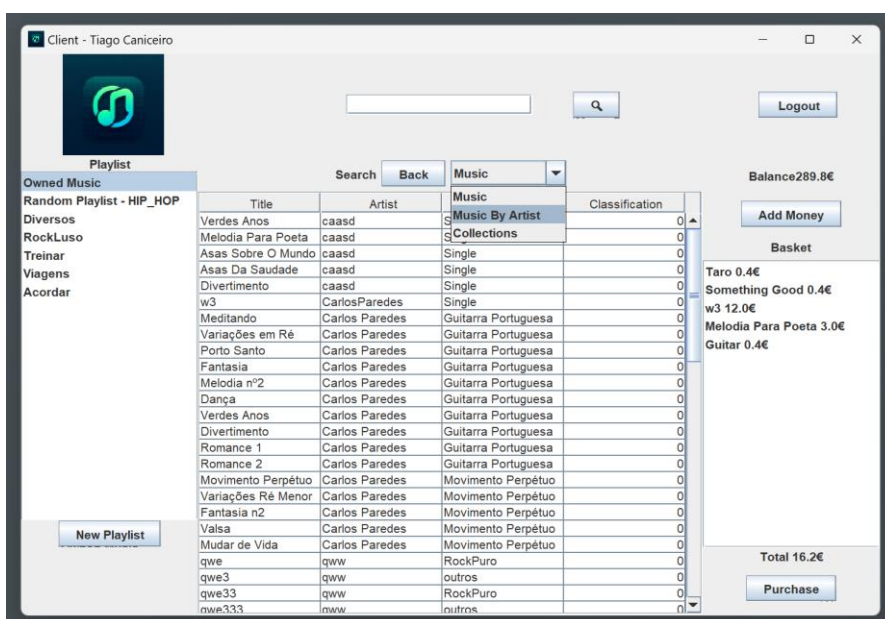 Client - Tiago Caniceiro
Logout
Playlist
Search Back Music
Balance289.8€
Owned Music
Random Playlist - HIP_HOP
Diversos
RockLuso
Treinar
Viagens
Acordar
New Playlist
Music
Music By Artist
Collections
Title Artist Classification
Verdes Anos caasd 0
Melodia Para Poeta caasd 0
Asas Sobre O Mundo caasd Single 0
Asas Da Saudade caasd Single 0
Divertimento caasd Single 0
w3 CarlosParedes Single 0
Meditando Carlos Paredes Guitarra Portuguesa 0
Variações em Ré Carlos Paredes Guitarra Portuguesa 0
Porto Santo Carlos Paredes Guitarra Portuguesa 0
Fantasia Carlos Paredes Guitarra Portuguesa 0
Melodia nº2 Carlos Paredes Guitarra Portuguesa 0
Dança Carlos Paredes Guitarra Portuguesa 0
Verdes Anos Carlos Paredes Guitarra Portuguesa 0
Divertimento Carlos Paredes Guitarra Portuguesa 0
Romance 1 Carlos Paredes Guitarra Portuguesa 0
Romance 2 Carlos Paredes Guitarra Portuguesa 0
Movimento Perpétuo Carlos Paredes Movimento Perpétuo 0
Variações Ré Menor Carlos Paredes Movimento Perpétuo 0
Fantasia n2 Carlos Paredes Movimento Perpétuo 0
Valsa Carlos Paredes Movimento Perpétuo 0
Mudar de Vida Carlos Paredes Movimento Perpétuo 0
qwe qww RockPuro 0
qwe3 qww outros 0
qwe33 qww RockPuro 0
qwe333 qww outros 0
Add Money
Basket
Taro 0.4€
Something Good 0.4€
w3 12.0€
Melodia Para Poeta 3.0€
Guitar 0.4€
Total 16.2€
Purchase